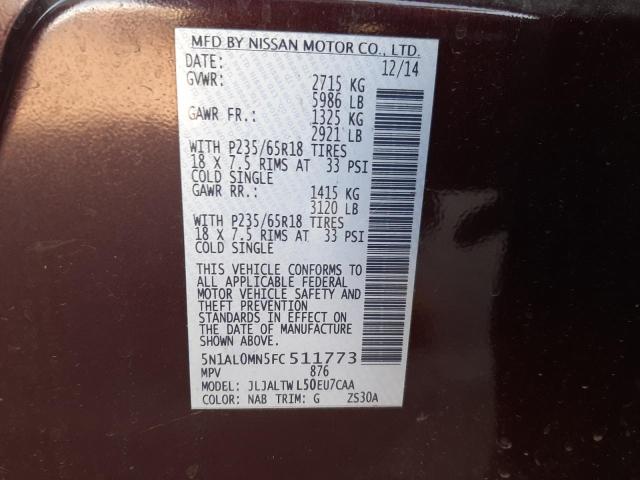 MFD BY NISSAN MOTOR CO., LTD.
DATE: 12/14
GVWR: 2715 KG
5986 LB
GAWR FR.: 1325 KG
2921 LB
WITH P235/65R18 TIRES
18 X 7.5 RIMS AT 33 PSI
COLD SINGLE
GAWR RR.: 1415 KG
3120 LB
WITH P235/65R18 TIRES
18 X 7.5 RIMS AT 33 PSI
COLD SINGLE
THIS VEHICLE CONFORMS TO
ALL APPLICABLE FEDERAL
MOTOR VEHICLE SAFETY AND
THEFT PREVENTION
STANDARDS IN EFFECT ON
THE DATE OF MANUFACTURE
SHOWN ABOVE.
5N1AL0MN5FC511773
MPV 876
MODEL: JLJALTWL50EU7CAA
COLOR: NAB TRIM: G ZS30A